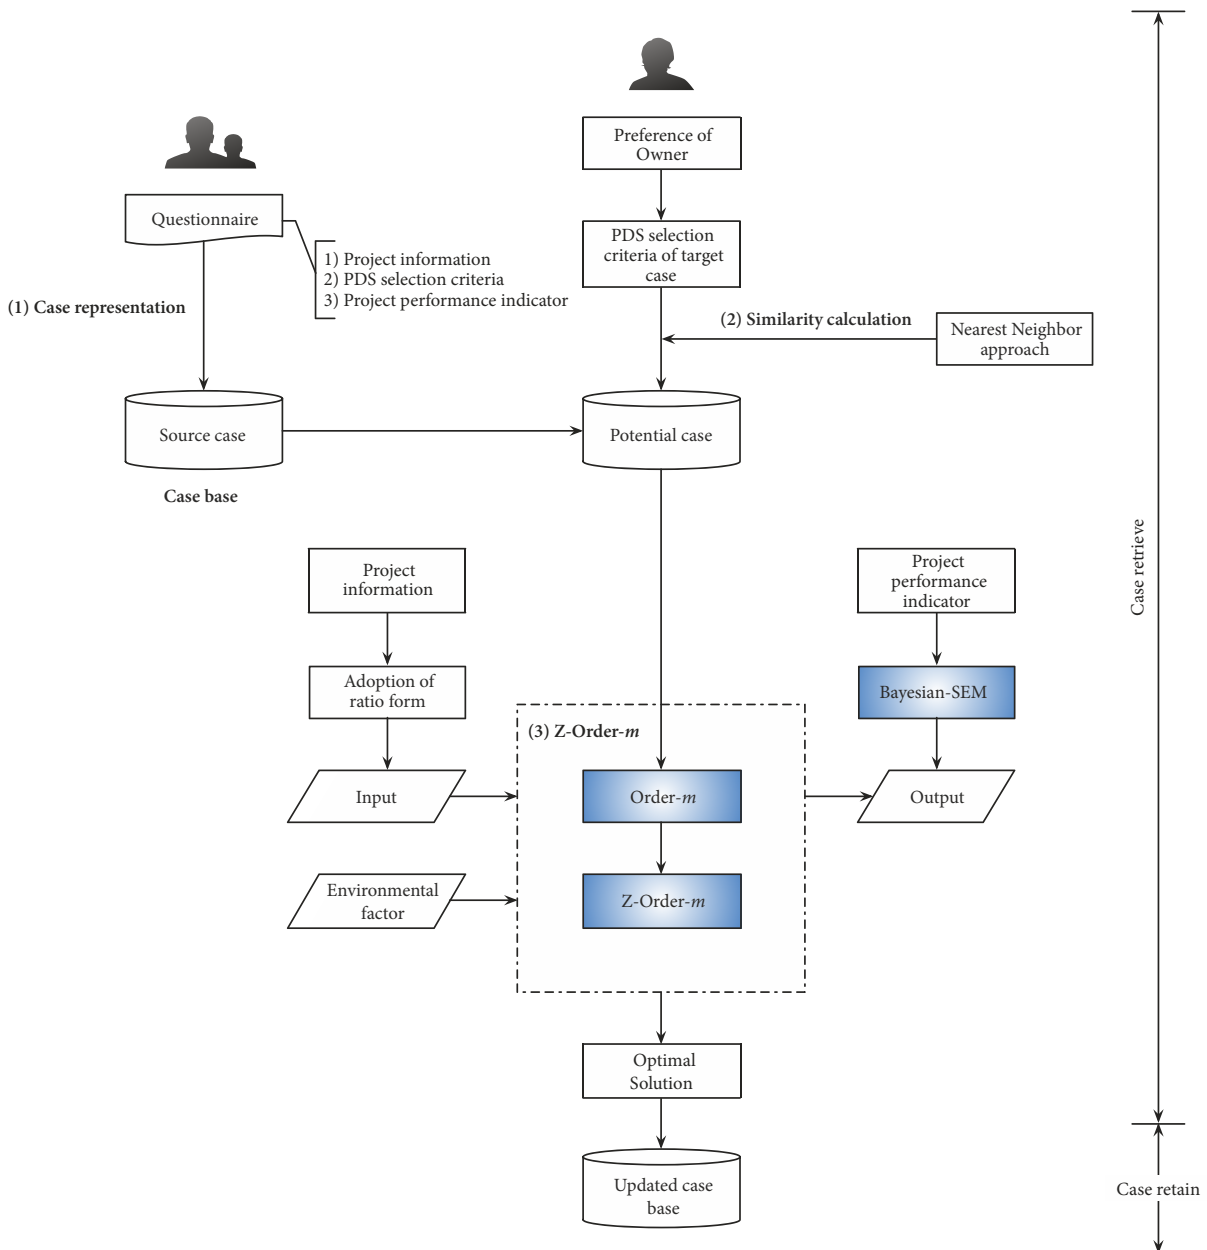 Preference of
Owner
Questionnaire
PDS selection
criteria of target
case
1) Project information
2) PDS selection criteria
3) Project performance indicator
(1) Case representation
(2) Similarity calculation
Nearest Neighbor
approach
Source case
Potential case
Case base
Case retrieve
Project
information
Project
performance
indicator
Adoption of
ratio form
Bayesian-SEM
(3) Z-Order-m
Input
Order-m
Output
Environmental
factor
Z-Order-m
Optimal
Solution
Updated case
base
Case retain